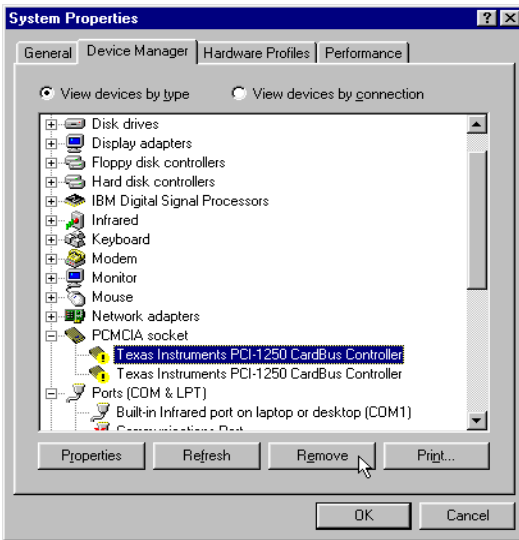 System Properties
General Device Manager Hardware Profiles Performance
View devices by type View devices by connection
Disk drives
Display adapters
Floppy disk controllers
Hard disk controllers
IBM Digital Signal Processors
Infrared
Keyboard
Modem
Monitor
Mouse
Network adapters
PCMCIA socket
Texas Instruments PCI-1250 CardBus Controller
Texas Instruments PCI-1250 CardBus Controller
Ports (COM & LPT)
Built-in Infrared port on laptop or desktop (COM1)
Communications Port
Properties Refresh Remove Print...
OK Cancel